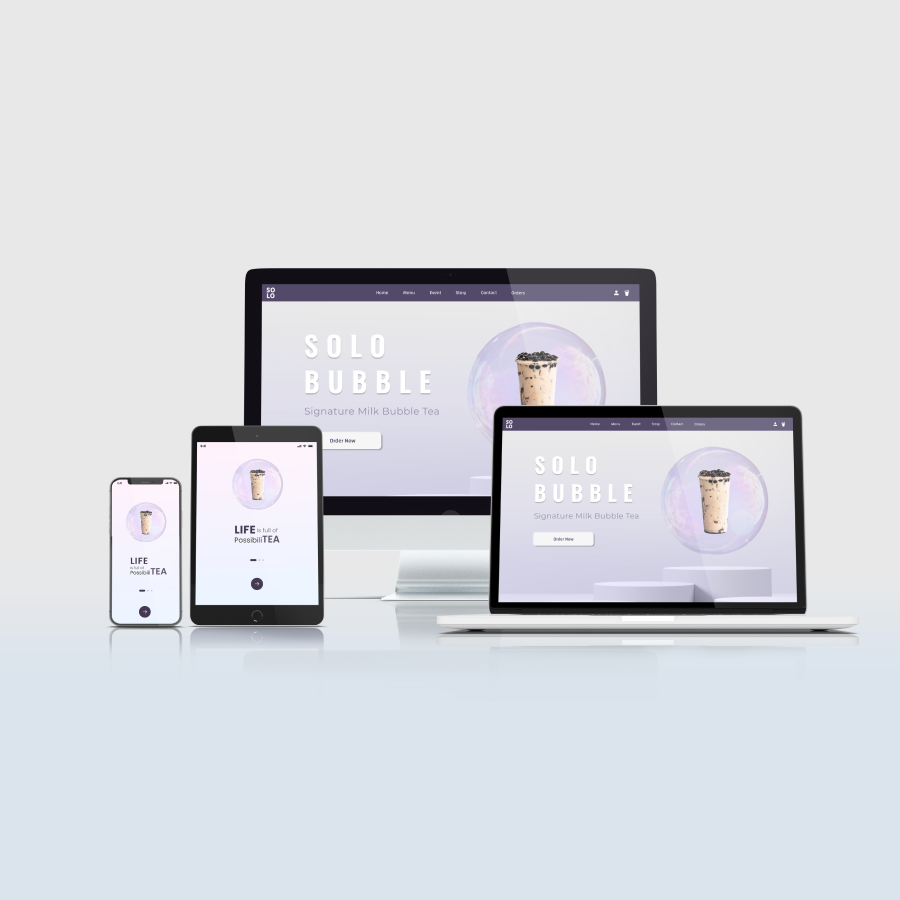 SO
LO
Home Menu Event Story Contact Orders
SOLO
BUBBLE
Signature Milk Bubble Tea
Order Now
SO
LO
Home Menu Event Story Contact Orders
SOLO
BUBBLE
Signature Milk Bubble Tea
Order Now
LIFE is full of
PossibiliTEA
LIFE
is full of
PossibiliTEA